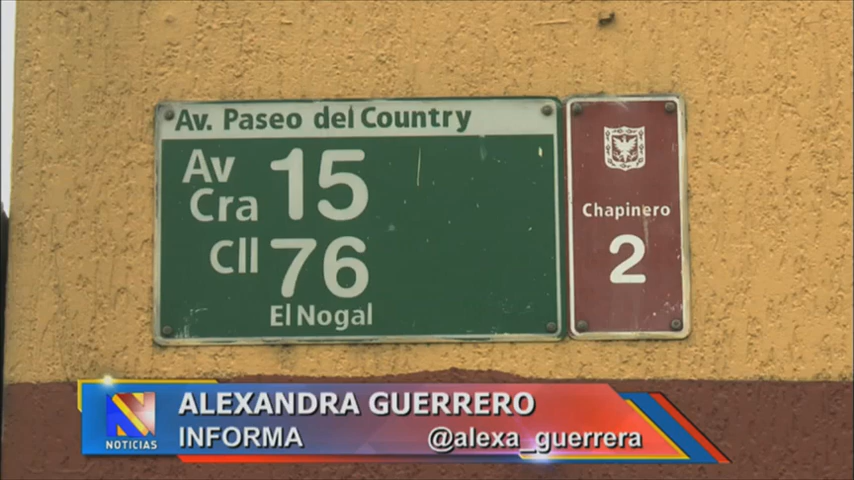 Av. Paseo del Country
Av
Cra 15
Cll 76
El Nogal
Chapinero
2
N
NOTICIAS
ALEXANDRA GUERRERO
INFORMA @alexa_guerrera